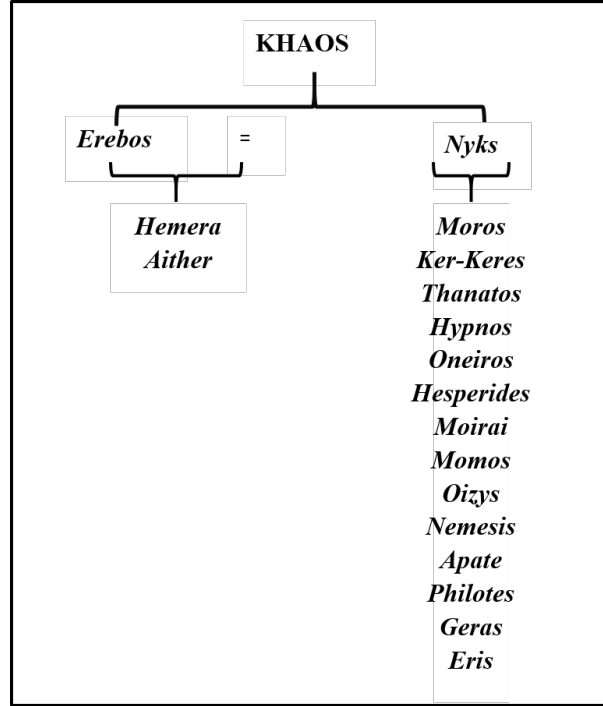 KHAOS
Erebos = Nyks
Hemera
Aither
Moros
Ker-Keres
Thanatos
Hypnos
Oneiros
Hesperides
Moirai
Momos
Oizys
Nemesis
Apate
Philotes
Geras
Eris